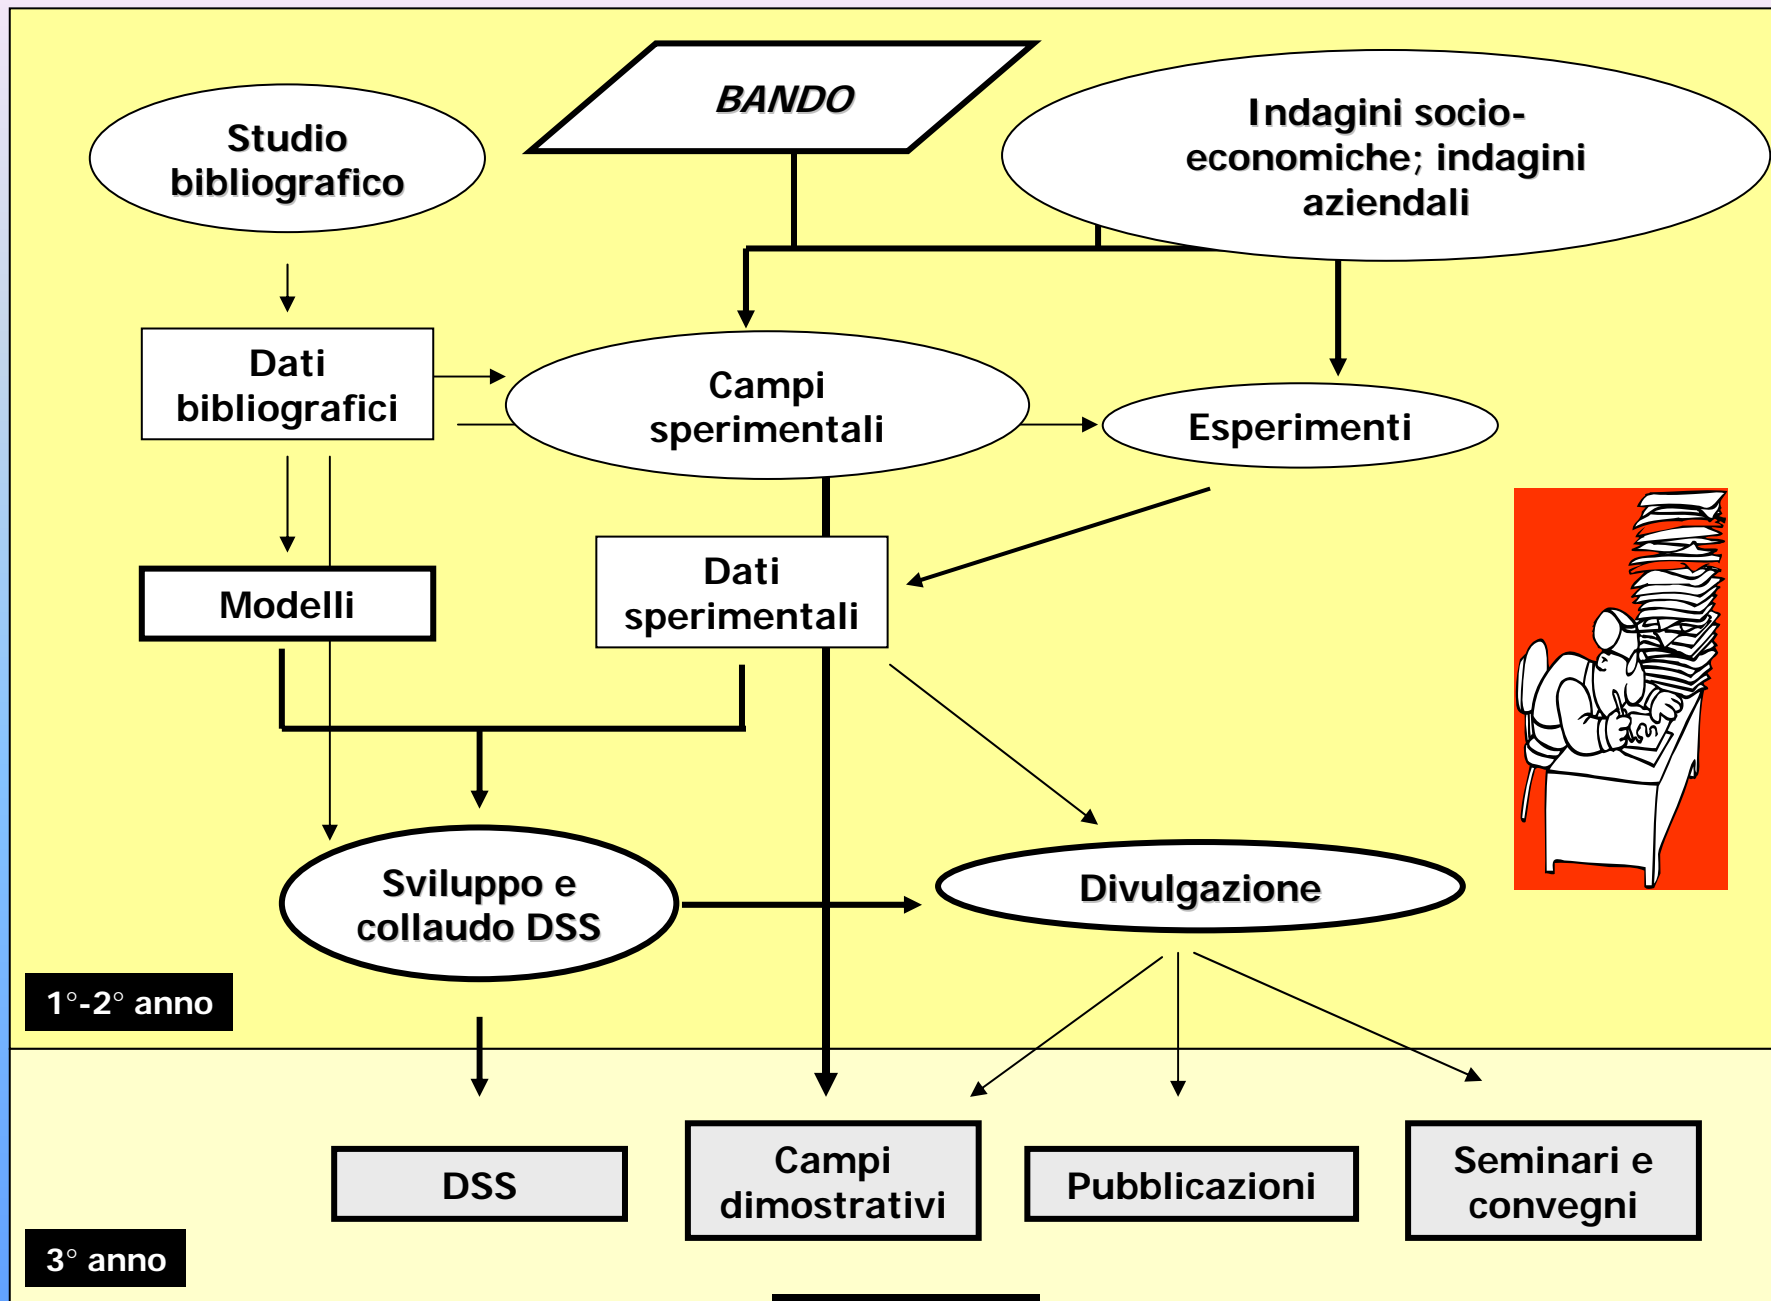 BANDO
Studio
bibliografico
Indagini socio-
economiche; indagini
aziendali
Dati
bibliografici
Campi
sperimentali
Esperimenti
Modelli
Dati
sperimentali
Sviluppo e
collaudo DSS
Divulgazione
1°-2° anno
DSS
Campi
dimostrativi
Pubblicazioni
Seminari e
convegni
3° anno